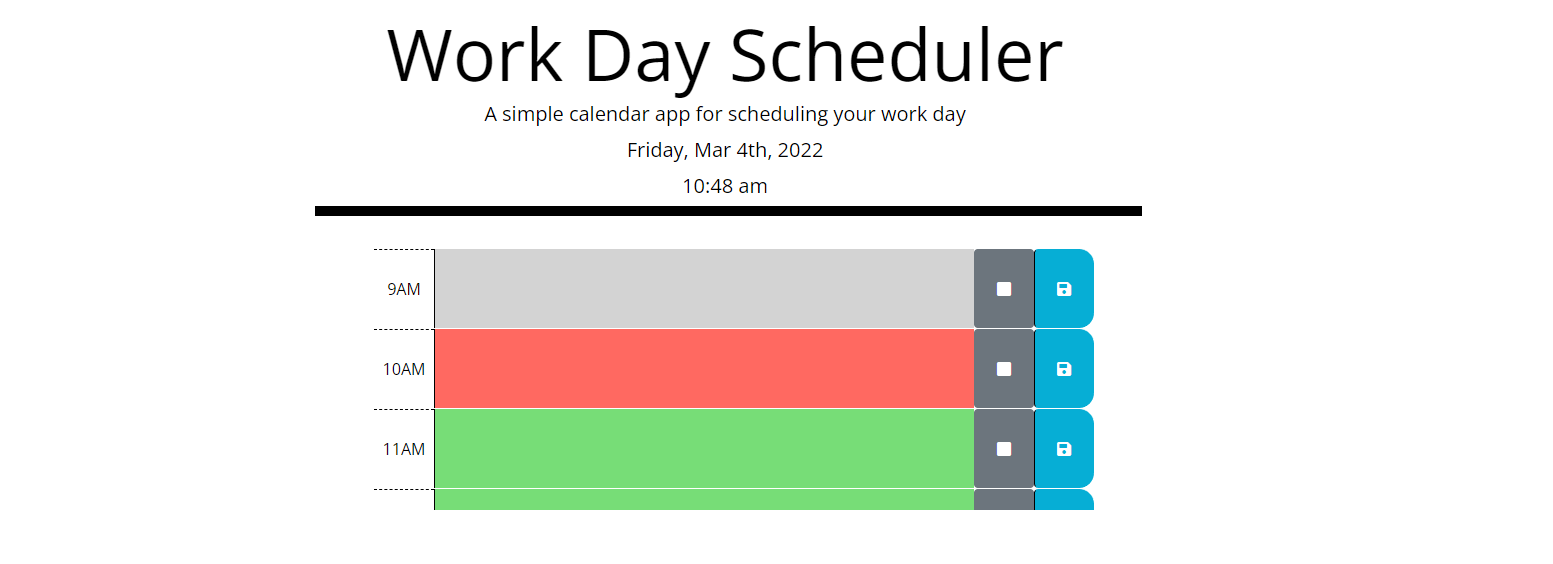 Work Day Scheduler
A simple calendar app for scheduling your work day
Friday, Mar 4th, 2022
10:48 am
9AM
10AM
11AM